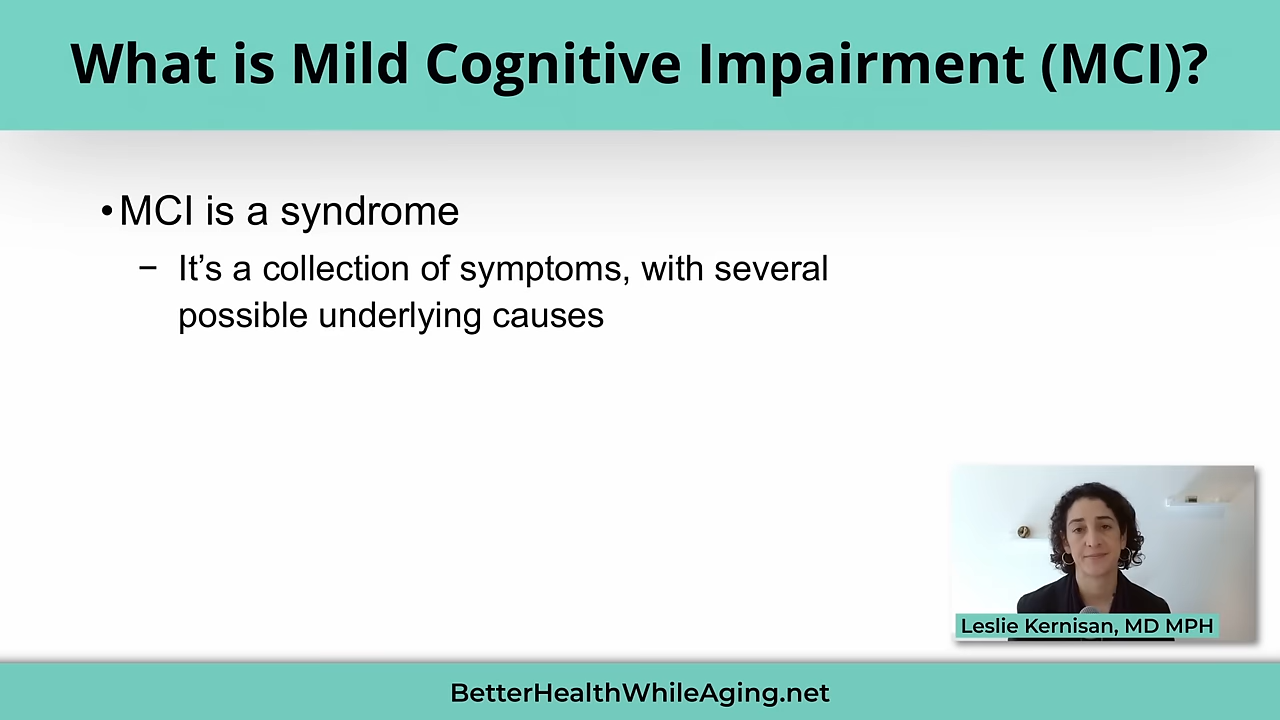 What is Mild Cognitive Impairment (MCI)?
•MCI is a syndrome
– It’s a collection of symptoms, with several
possible underlying causes
Leslie Kernisan, MD MPH
BetterHealthWhileAging.net